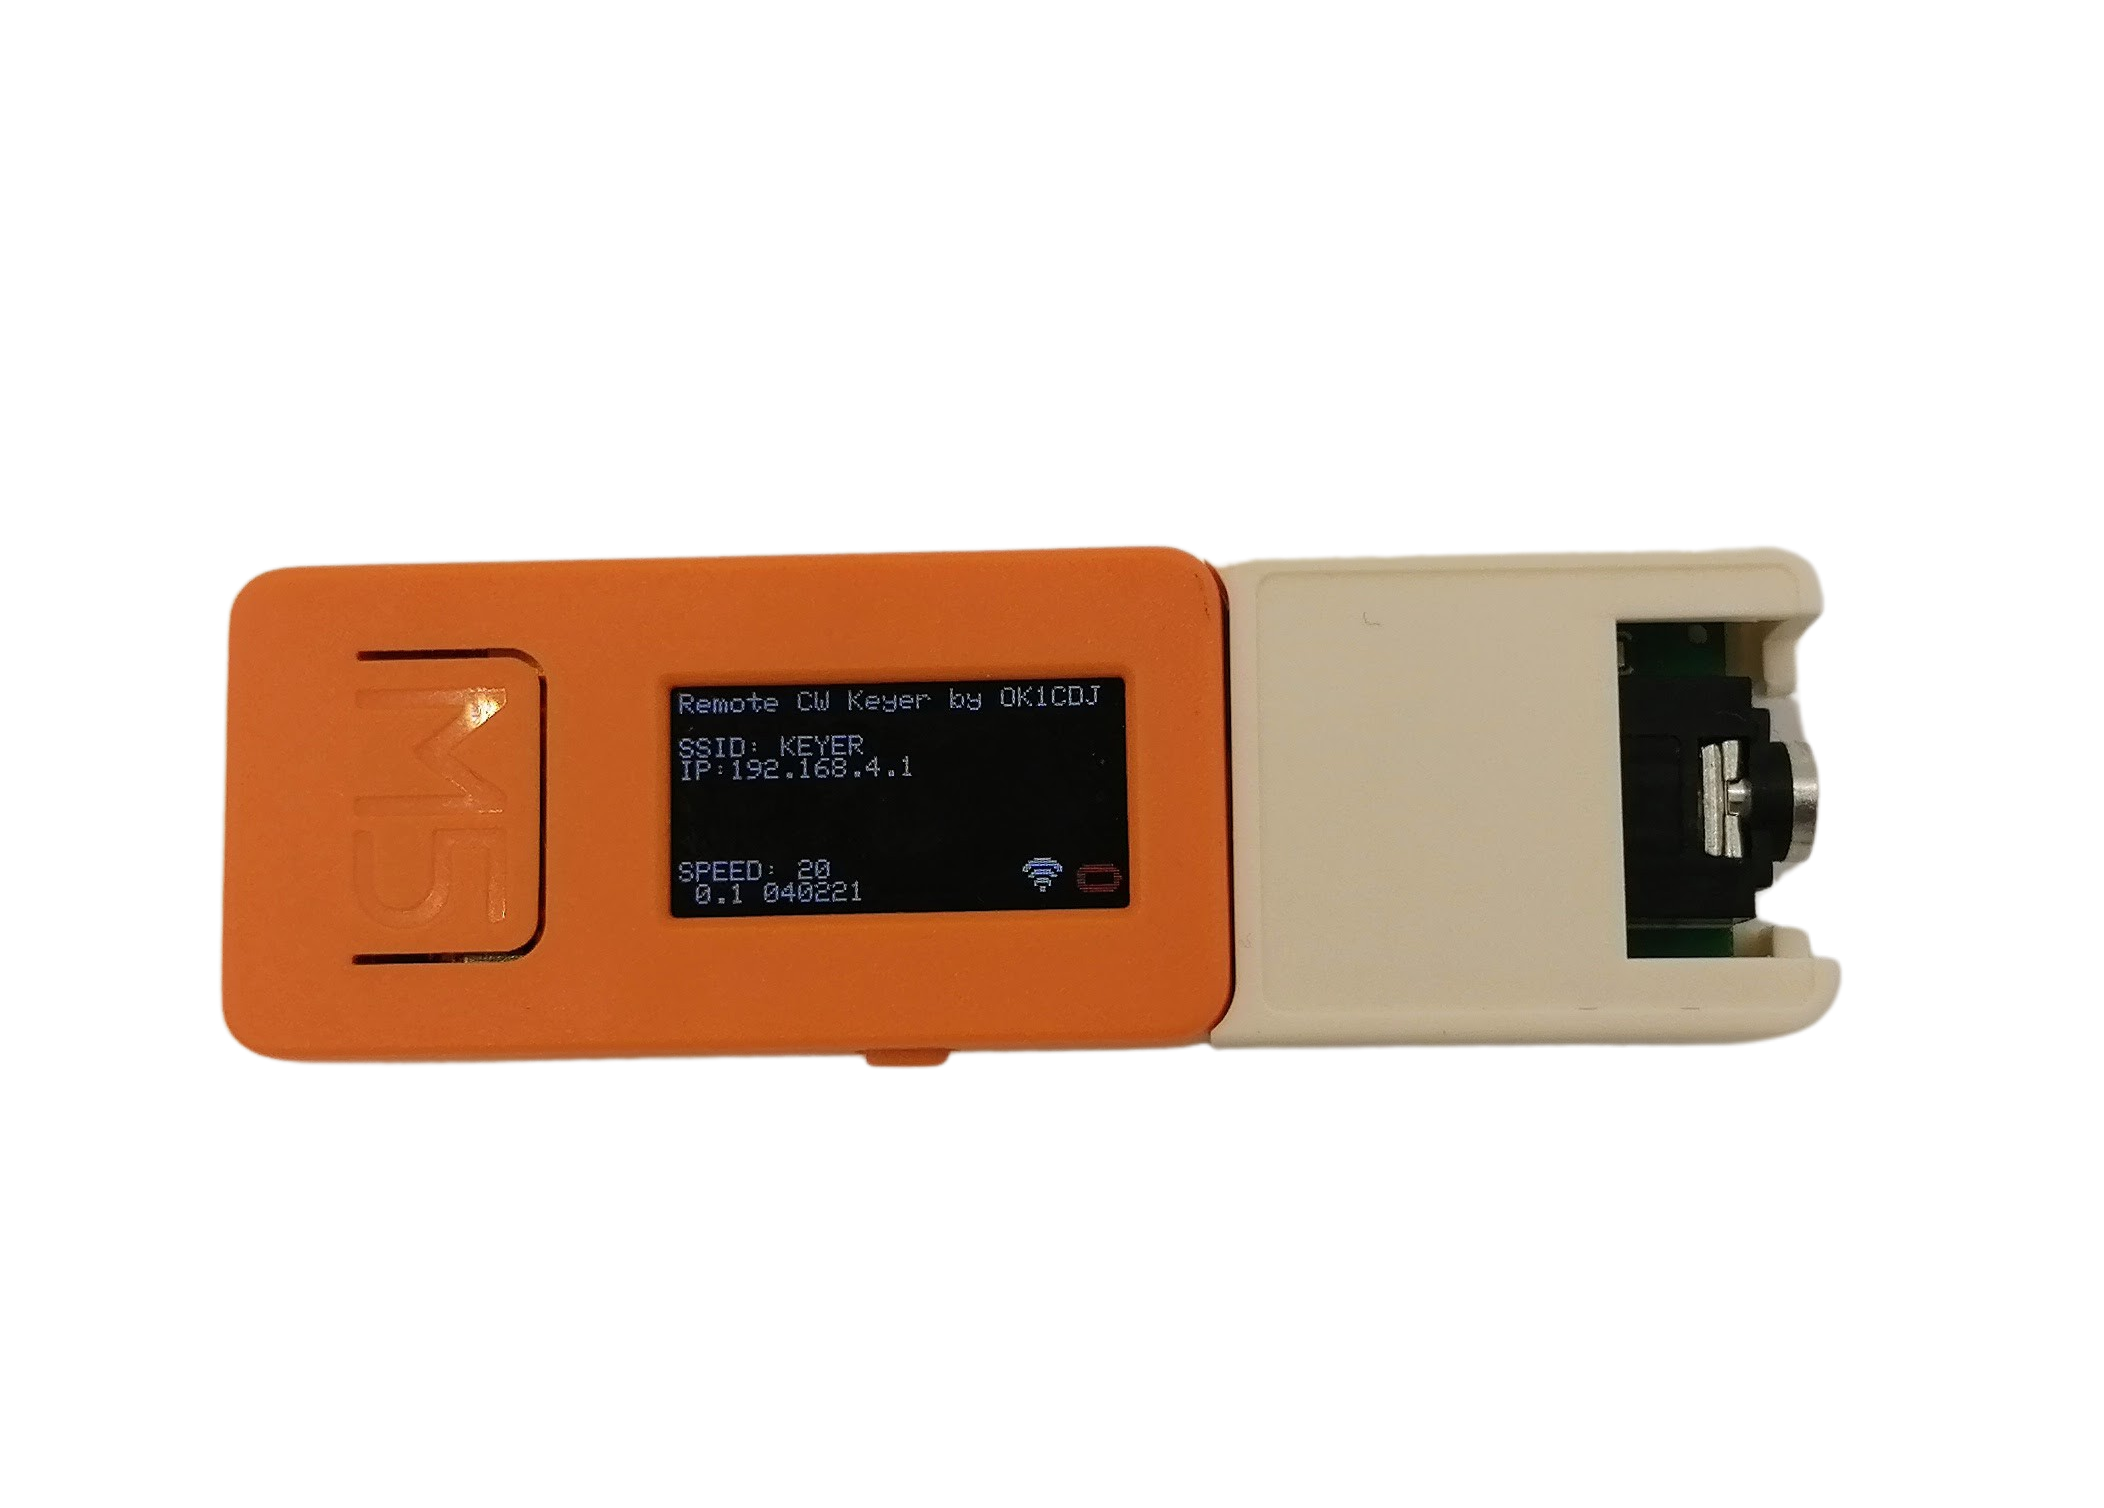 M5
Remote CW Keyer by OK1CDJ
SSID: KEYER
IP:192.168.4.1
SPEED: 20
0.1 040221